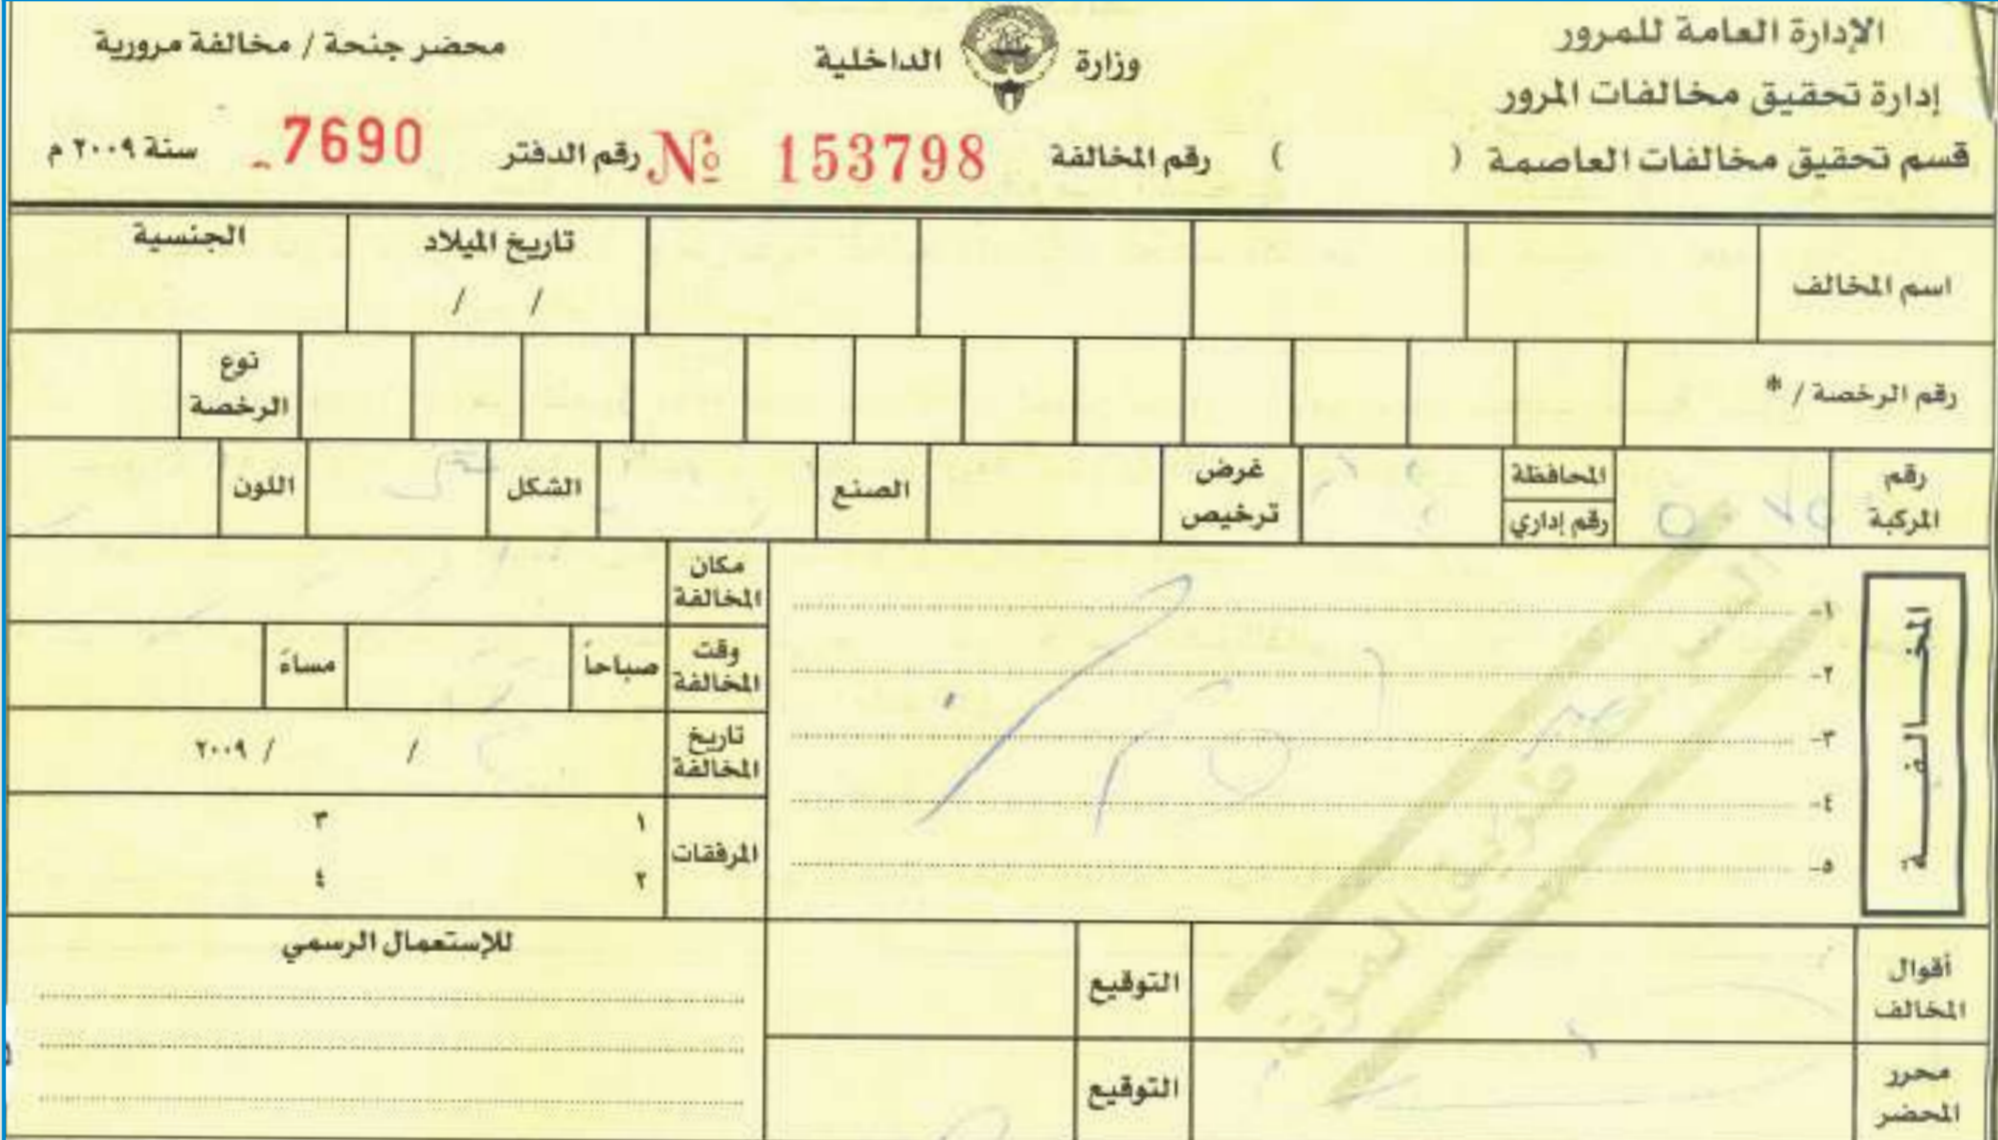 الإدارة العامة للمرور
إدارة تحقيق مخالفات المرور
قسم تحقيق مخالفات العاصمة ( )
وزارة الداخلية
محضر جنحة / مخالفة مرورية
رقم المخالفة № 153798 رقم الدفتر 7690 سنة ٢٠٠٩ م
اسم المخالف تاريخ الميلاد الجنسية
/ /
رقم الرخصة / * نوع الرخصة
رقم المركبة المحافظة رقم إداري غرض ترخيص الصنع الشكل اللون
المخالفة
١-
٢-
٣-
٤-
٥-
مكان المخالفة
وقت المخالفة صباحاً مساءً
تاريخ المخالفة / / ٢٠٠٩
المرفقات ١ ٣
٢ ٤
أقوال المخالف التوقيع
محرر المحضر التوقيع
للإستعمال الرسمي